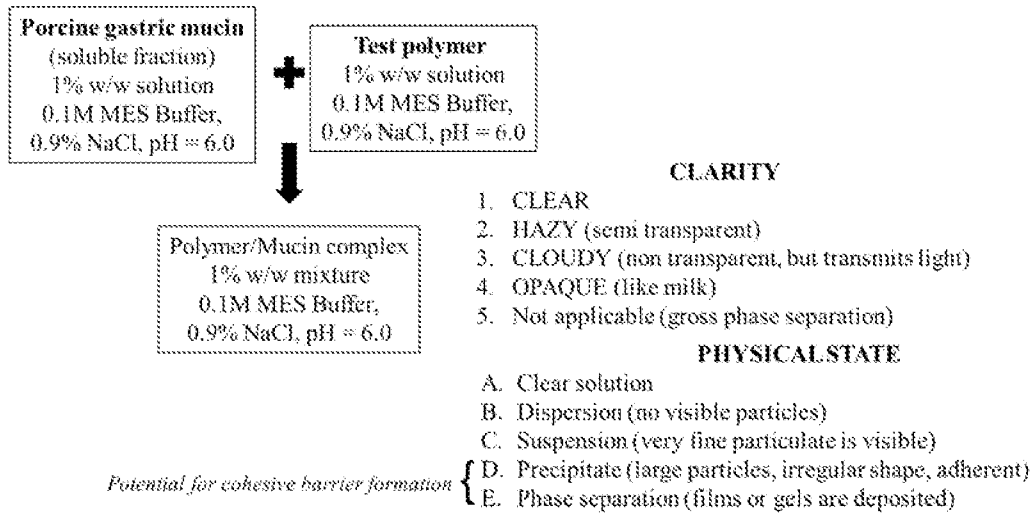 Porcine gastric mucin
(soluble fraction)
1% w/w solution
0.1M MES Buffer,
0.9% NaCl, pH = 6.0
+
Test polymer
1% w/w solution
0.1M MES Buffer,
0.9% NaCl, pH = 6.0
Polymer/Mucin complex
1% w/w mixture
0.1M MES Buffer,
0.9% NaCl, pH = 6.0
CLARITY
1. CLEAR
2. HAZY (semi transparent)
3. CLOUDY (non transparent, but transmits light)
4. OPAQUE (like milk)
5. Not applicable (gross phase separation)
PHYSICAL STATE
A. Clear solution
B. Dispersion (no visible particles)
C. Suspension (very fine particulate is visible)
Potential for cohesive barrier formation {
D. Precipitate (large particles, irregular shape, adherent)
E. Phase separation (films or gels are deposited)